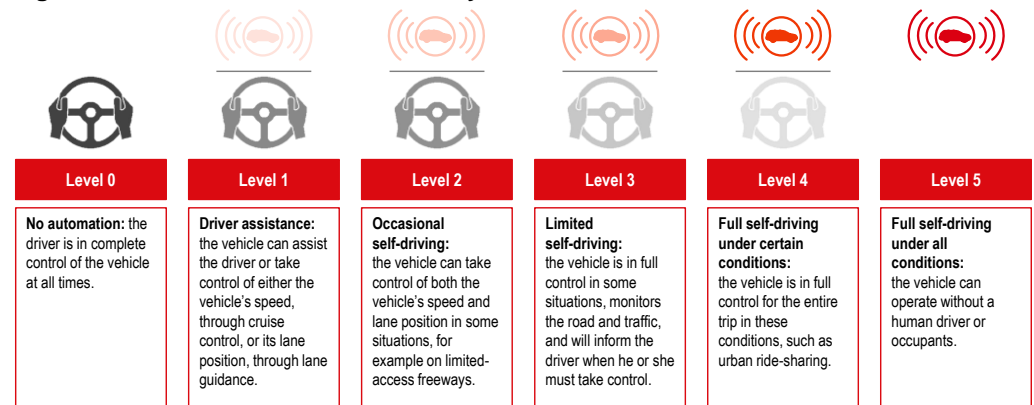 Level 0
No automation: the
driver is in complete
control of the vehicle
at all times.
Level 1
Driver assistance:
the vehicle can assist
the driver or take
control of either the
vehicle’s speed,
through cruise
control, or its lane
position, through lane
guidance.
Level 2
Occasional
self-driving:
the vehicle can take
control of both the
vehicle’s speed and
lane position in some
situations, for
example on limited-
access freeways.
Level 3
Limited
self-driving:
the vehicle is in full
control in some
situations, monitors
the road and traffic,
and will inform the
driver when he or she
must take control.
Level 4
Full self-driving
under certain
conditions:
the vehicle is in full
control for the entire
trip in these
conditions, such as
urban ride-sharing.
Level 5
Full self-driving
under all
conditions:
the vehicle can
operate without a
human driver or
occupants.